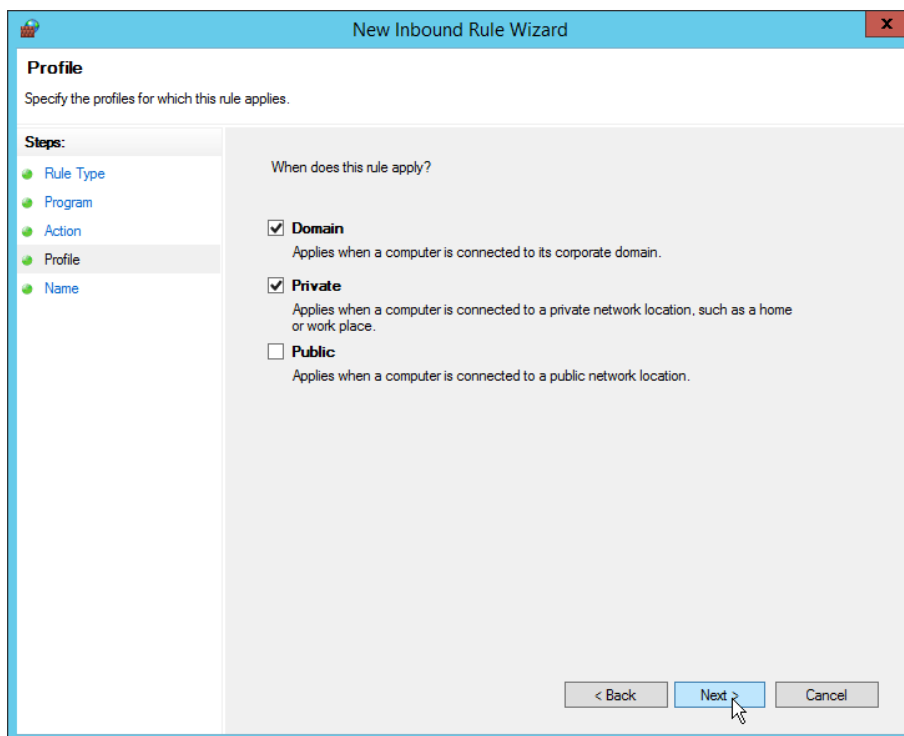 New Inbound Rule Wizard
x
Profile
Specify the profiles for which this rule applies.
Steps:
Rule Type
Program
Action
Profile
Name
When does this rule apply?
Domain
Applies when a computer is connected to its corporate domain.
Private
Applies when a computer is connected to a private network location, such as a home
or work place.
Public
Applies when a computer is connected to a public network location.
< Back
Next >
Cancel